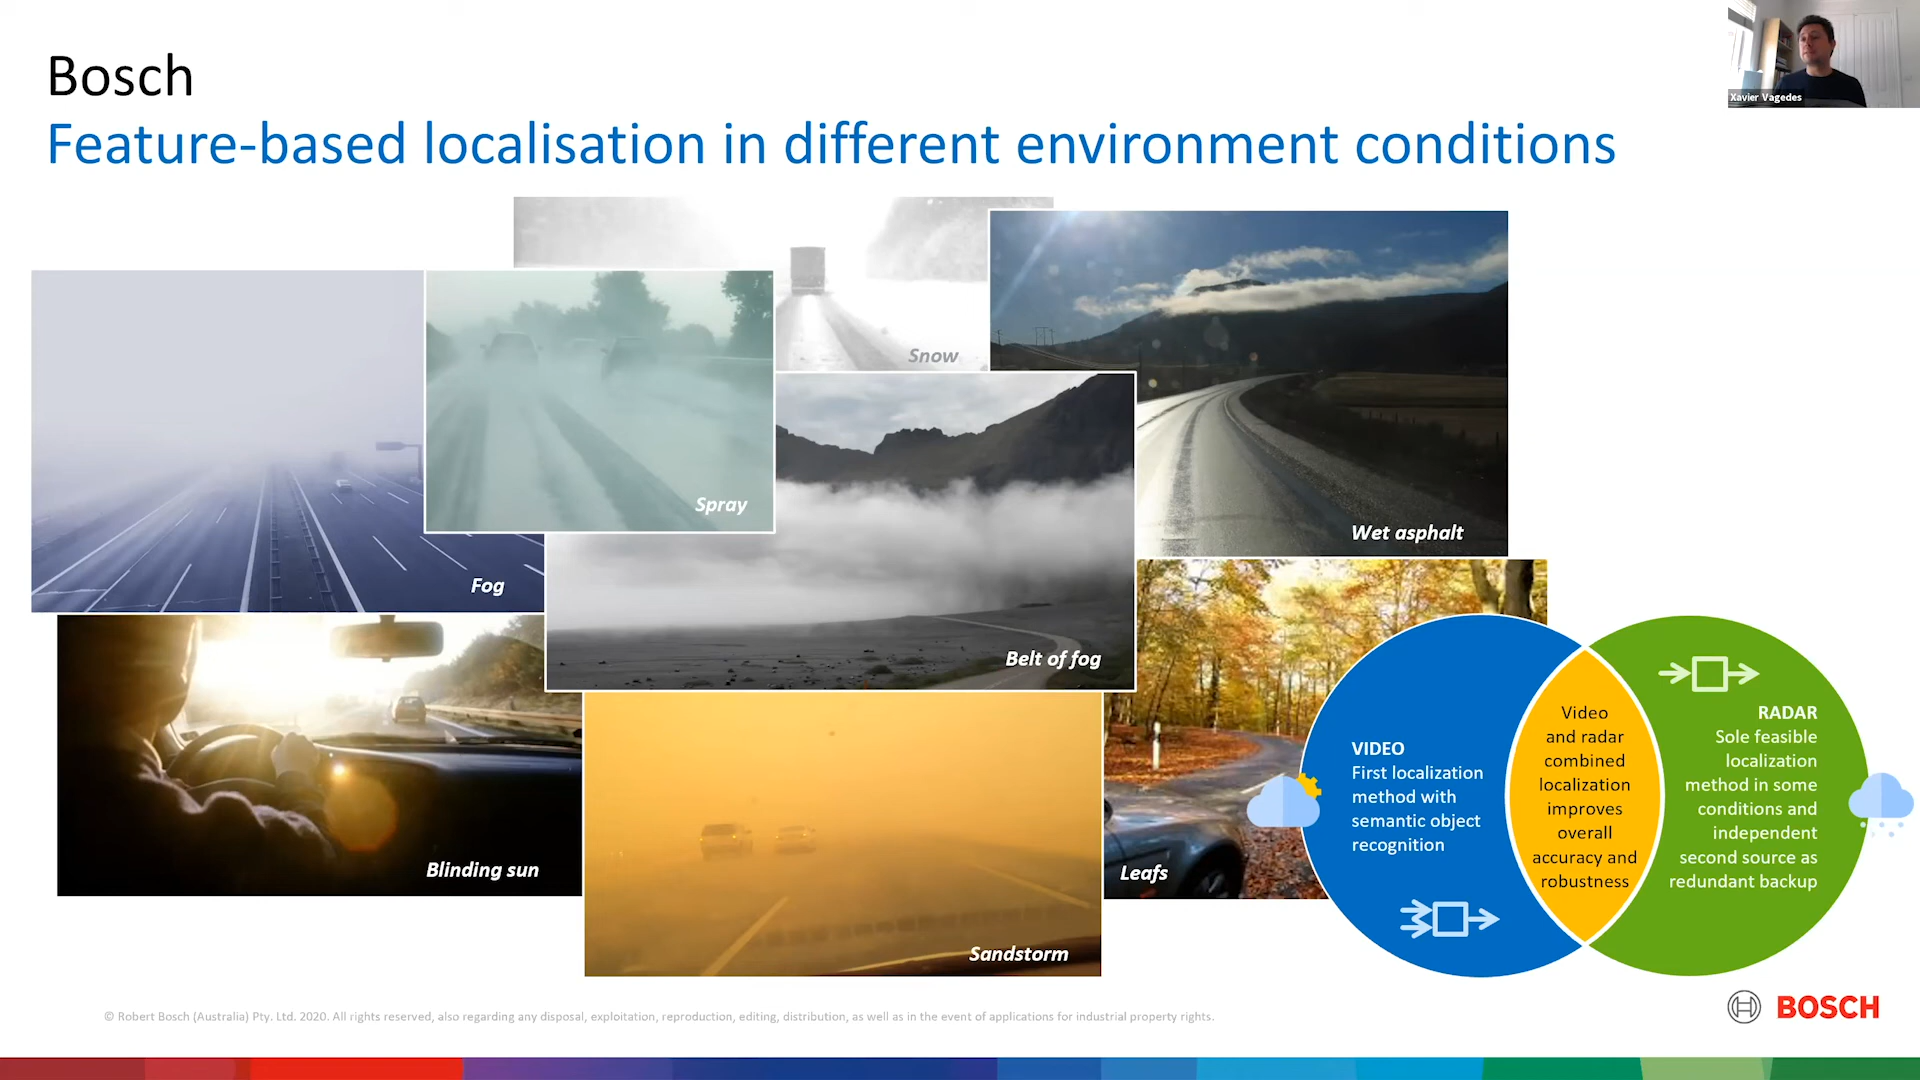 Bosch
Feature-based localisation in different environment conditions
Xavier Vagedes
Snow
Spray
Wet asphalt
Fog
Belt of fog
Blinding sun
Leafs
Sandstorm
VIDEO
First localization
method with
semantic object
recognition
Video
and radar
combined
localization
improves
overall
accuracy and
robustness
RADAR
Sole feasible
localization
method in some
conditions and
independent
second source as
redundant backup
© Robert Bosch (Australia) Pty. Ltd. 2020. All rights reserved, also regarding any disposal, exploitation, reproduction, editing, distribution, as well as in the event of applications for industrial property rights.
BOSCH